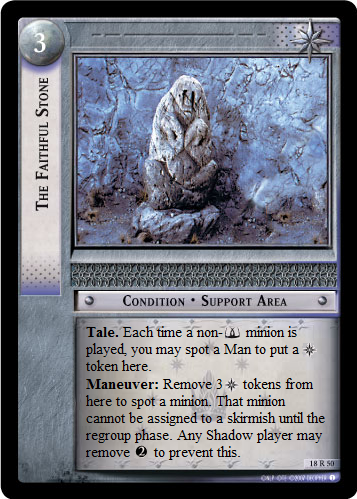 3
THE FAITHFUL STONE
CONDITION • SUPPORT AREA
Tale. Each time a non- minion is
played, you may spot a Man to put a
token here.
Maneuver: Remove 3 tokens from
here to spot a minion. That minion
cannot be assigned to a skirmish until the
regroup phase. Any Shadow player may
remove 2 to prevent this.
18 R 50